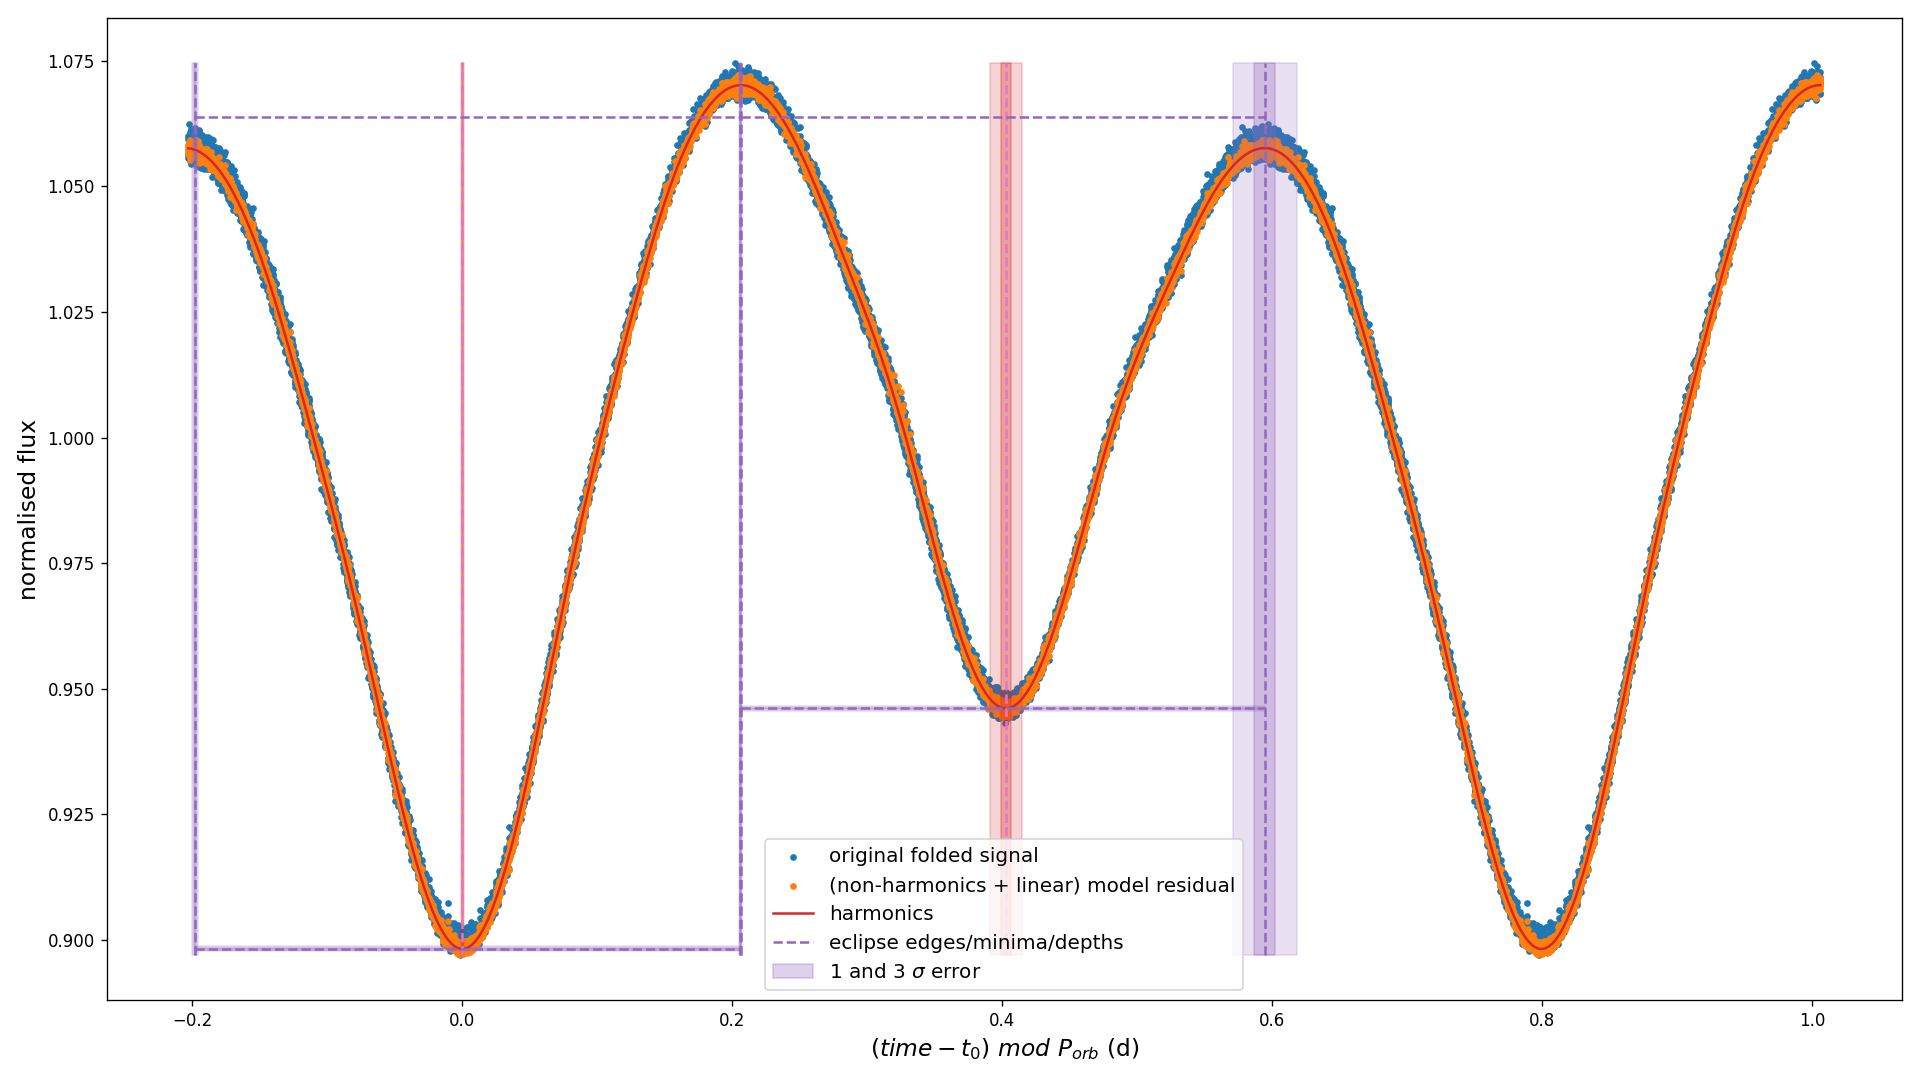 normalised flux
1.075
1.050
1.025
1.000
0.975
0.950
0.925
0.900
original folded signal
(non-harmonics + linear) model residual
harmonics
eclipse edges/minima/depths
1 and 3 σ error
−0.2
0.0
0.2
0.4
0.6
0.8
1.0
(time − t₀) mod Pₒᵣb (d)